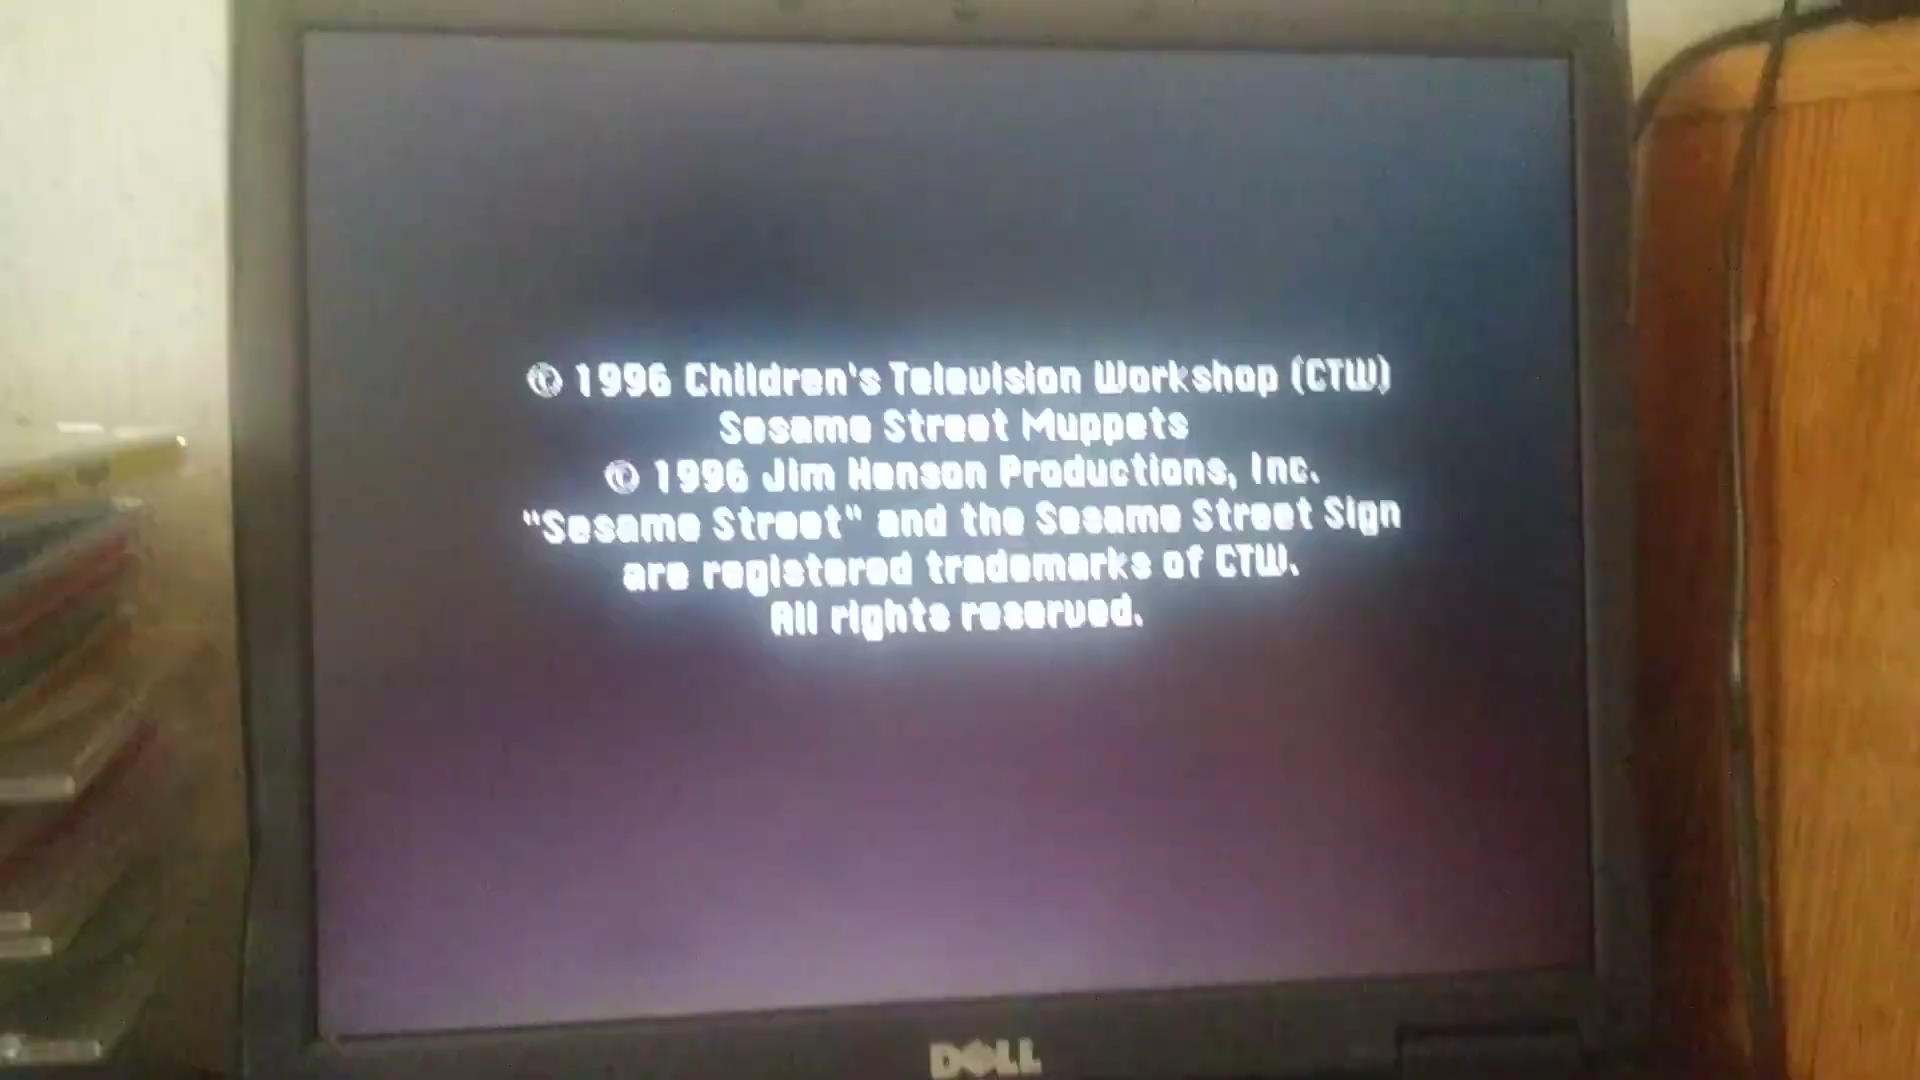 © 1996 Children's Television Workshop (CTW)
Sesame Street Muppets
© 1996 Jim Henson Productions, Inc.
"Sesame Street" and the Sesame Street Sign
are registered trademarks of CTW.
All rights reserved.
DELL